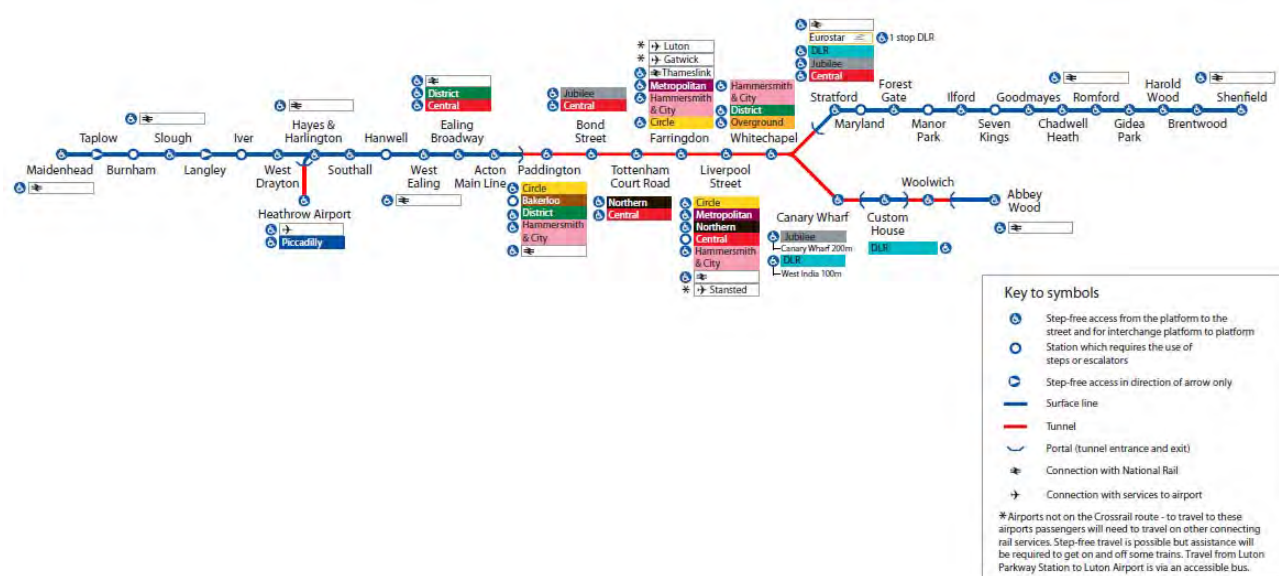 Luton
Gatwick
Thameslink
Metropolitan
Hammersmith
& City
Circle
Hammersmith
& City
District
Overground
Eurostar
1 stop DLR
DLR
Jubilee
Central
District
Central
Jubilee
Central
Taplow
Slough
Iver
Hayes &
Harlington
Hanwell
Ealing
Broadway
Bond
Street
Farringdon
Whitechapel
Stratford
Forest
Gate
Ilford
Goodmayes
Romford
Harold
Wood
Shenfield
Maryland
Manor
Park
Seven
Kings
Chadwell
Heath
Gidea
Park
Brentwood
Maidenhead
Burnham
Langley
West
Drayton
Southall
West
Ealing
Acton
Main Line
Paddington
Tottenham
Court Road
Liverpool
Street
Heathrow Airport
Piccadilly
Circle
Bakerloo
District
Hammersmith
& City
Northern
Central
Circle
Metropolitan
Northern
Central
Hammersmith
& City
* Stansted
Canary Wharf
Jubilee
Canary Wharf 200m
DLR
West India 100m
Custom
House
DLR
Woolwich
Abbey
Wood
Key to symbols
Step-free access from the platform to the
street and for interchange platform to platform
Station which requires the use of
steps or escalators
Step-free access in direction of arrow only
Surface line
Tunnel
Portal (tunnel entrance and exit)
Connection with National Rail
Connection with services to airport
* Airports not on the Crossrail route - to travel to these
airports passengers will need to travel on other connecting
rail services. Step-free travel is possible but assistance will
be required to get on and off some trains. Travel from Luton
Parkway Station to Luton Airport is via an accessible bus.